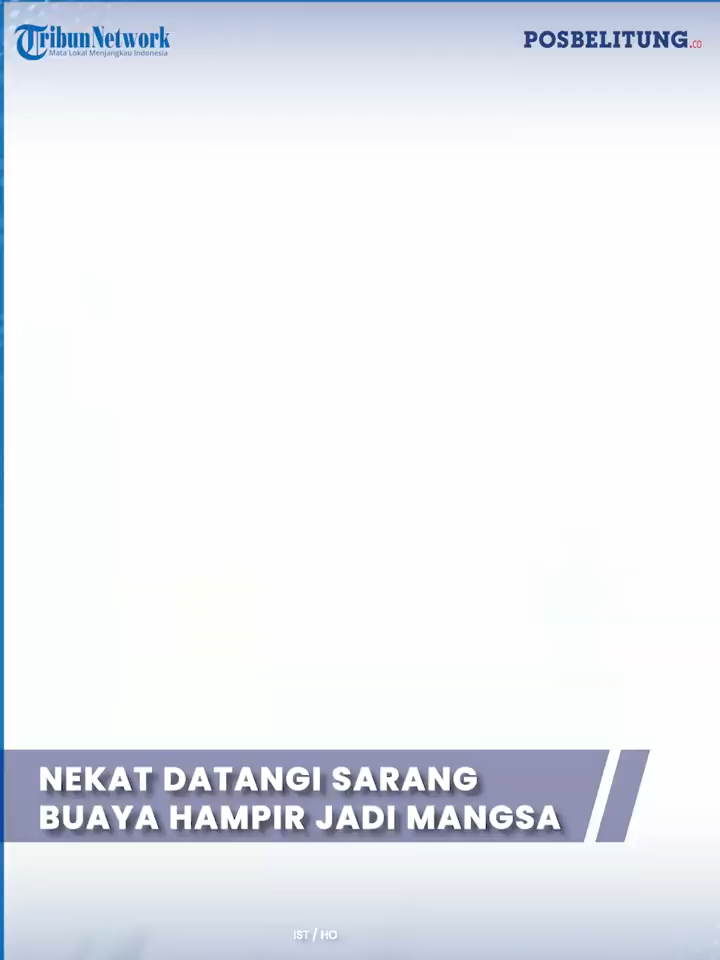 TribunNetwork
Mata Lokal Menjangkau Indonesia
POSBELITUNG.CO
NEKAT DATANGI SARANG
BUAYA HAMPIR JADI MANGSA
IST / HO